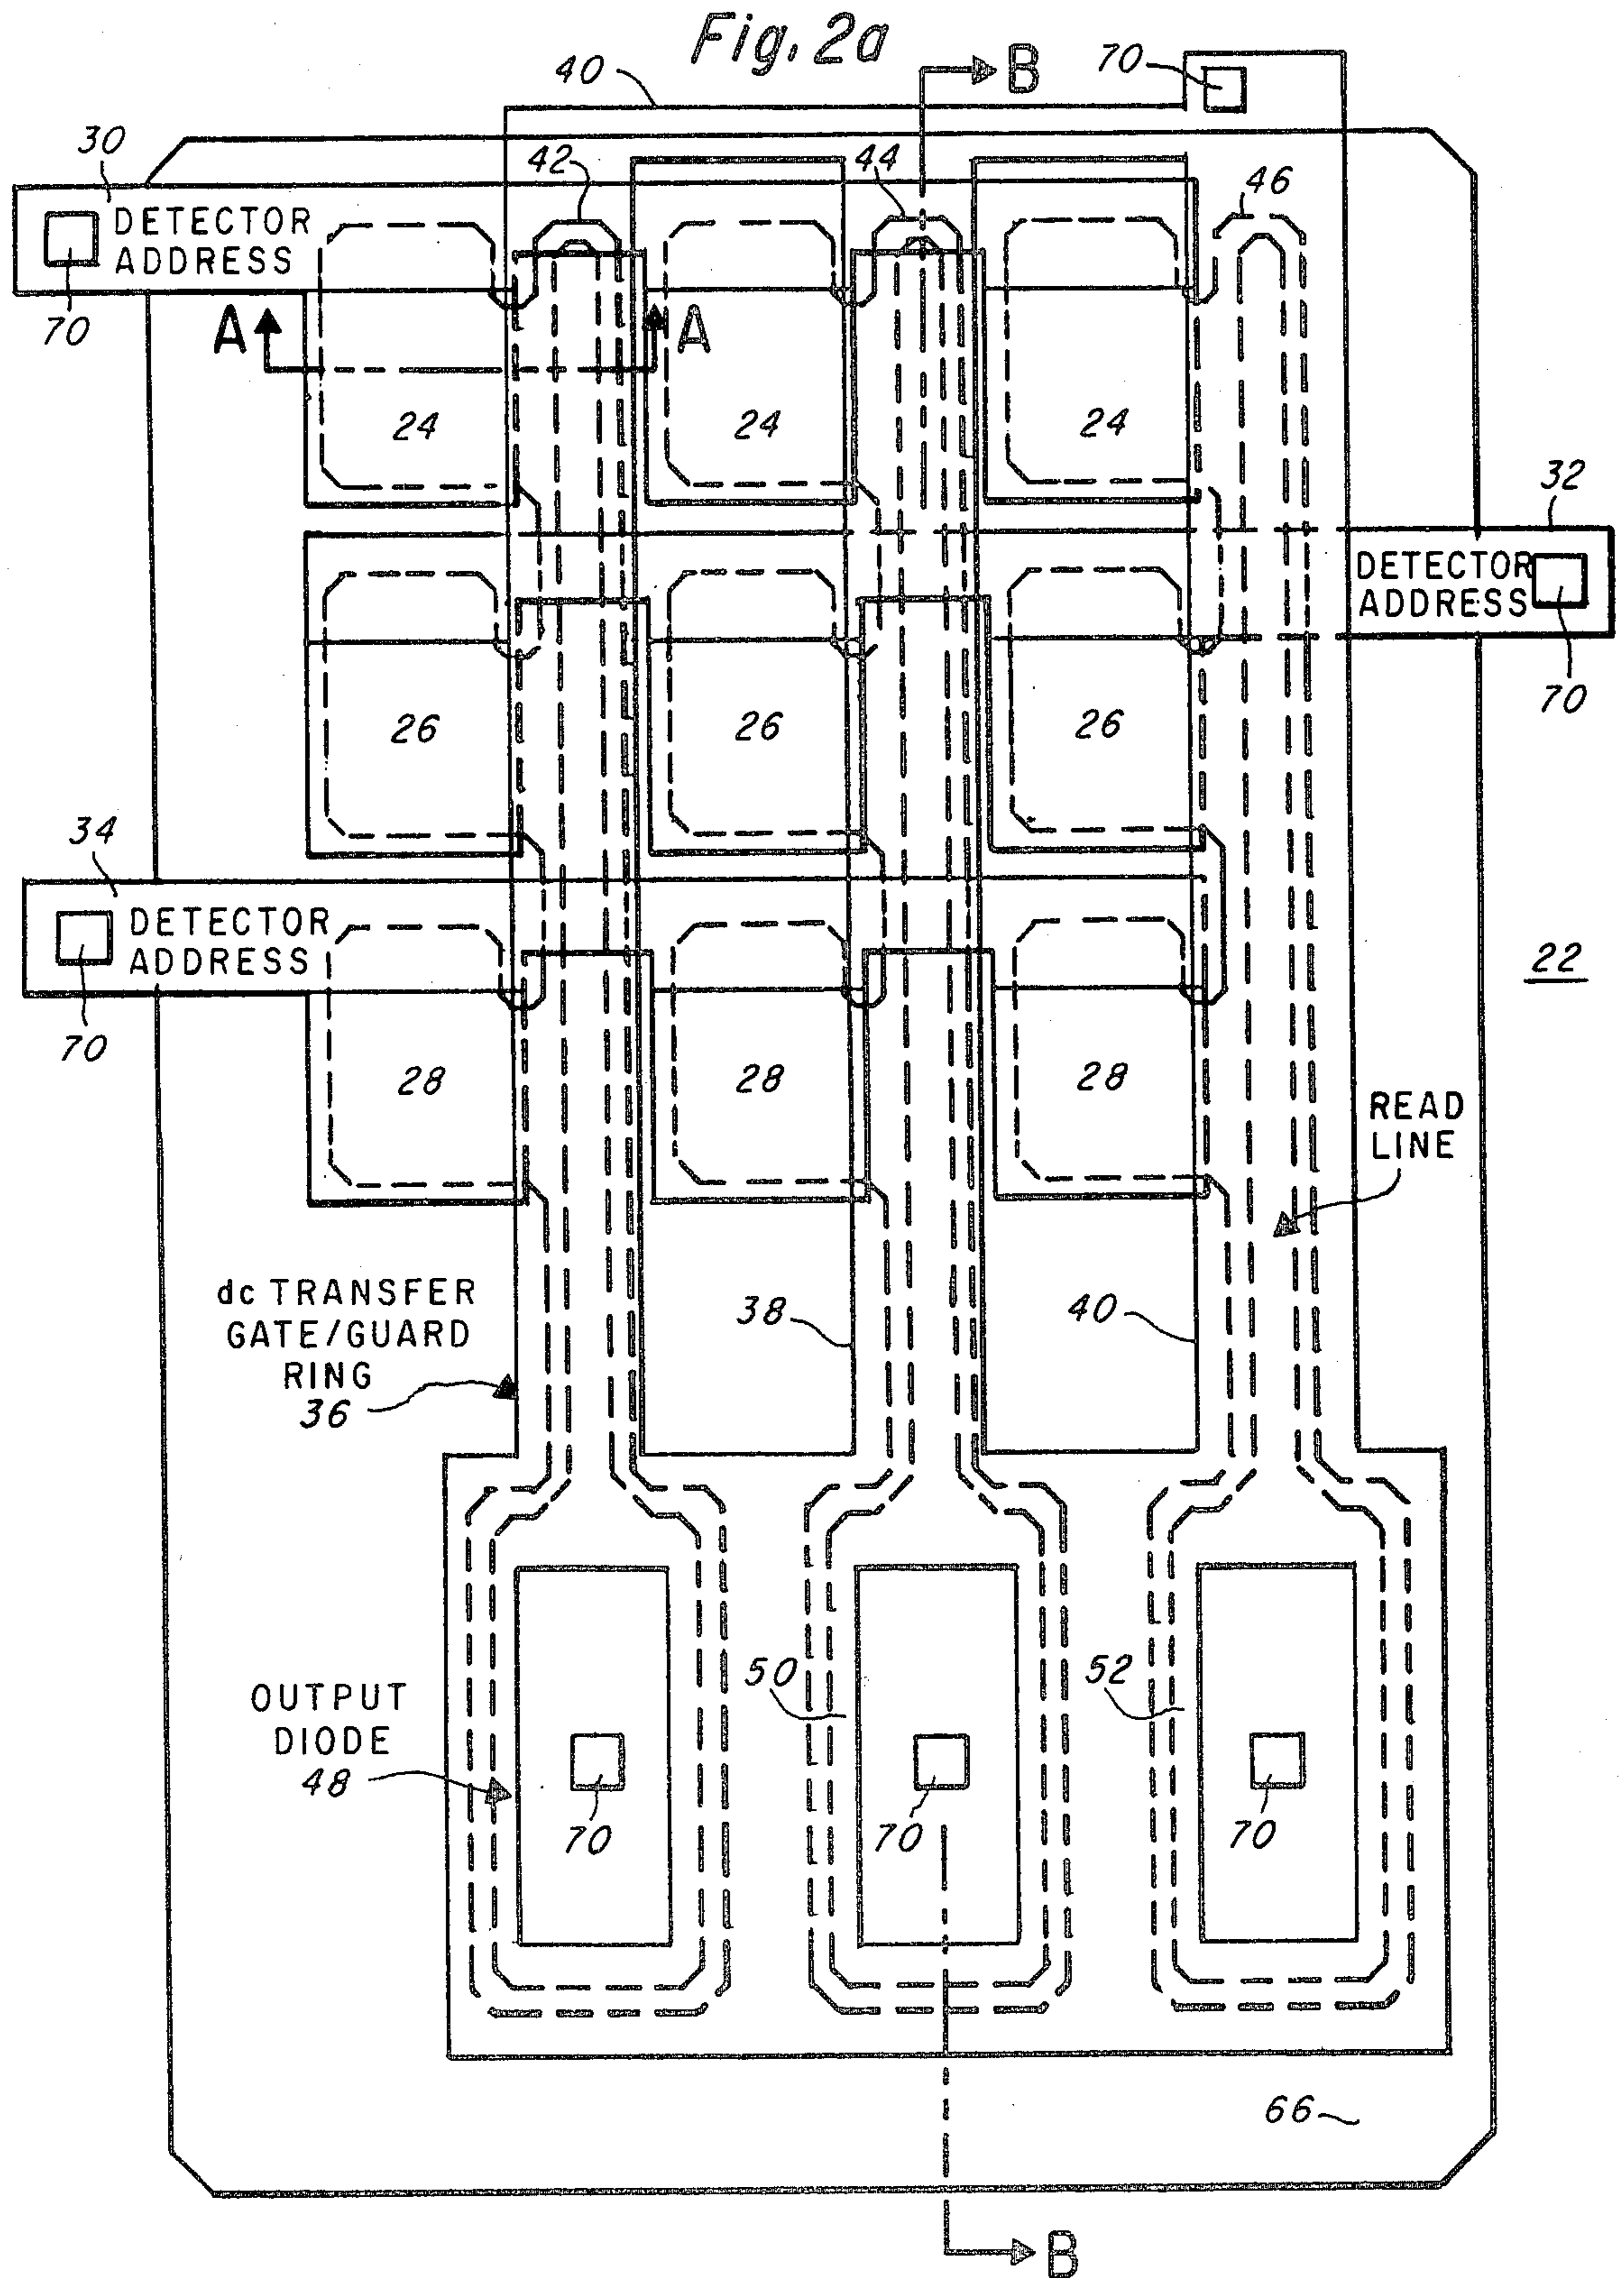 Fig. 2a
40
B
70
30
42
44
46
DETECTOR
ADDRESS
70
A
A
24
24
24
32
DETECTOR
ADDRESS
70
26
26
26
34
DETECTOR
ADDRESS
70
22
28
28
28
READ
LINE
dc TRANSFER
GATE/GUARD
RING
36
38
40
50
52
OUTPUT
DIODE
48
70
70
70
66
B